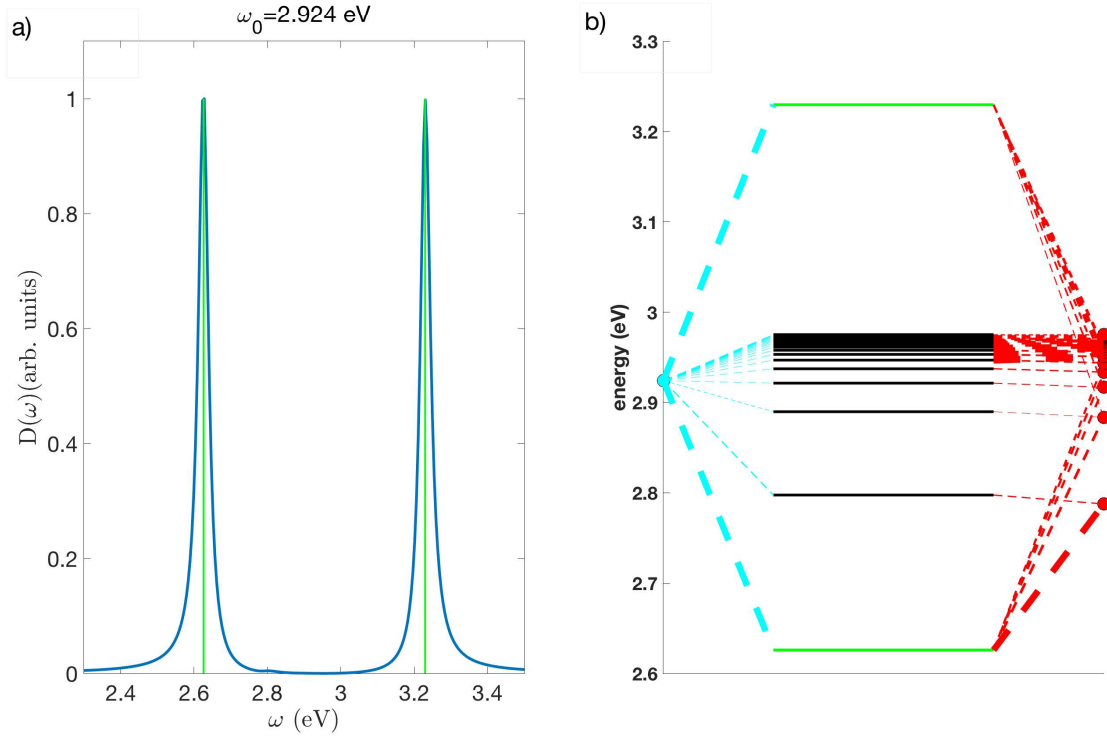 a)
ω₀=2.924 eV
D(ω)(arb. units)
1
0.8
0.6
0.4
0.2
0
2.4 2.6 2.8 3 3.2 3.4
ω (eV)
b)
energy (eV)
3.3
3.2
3.1
3
2.9
2.8
2.7
2.6